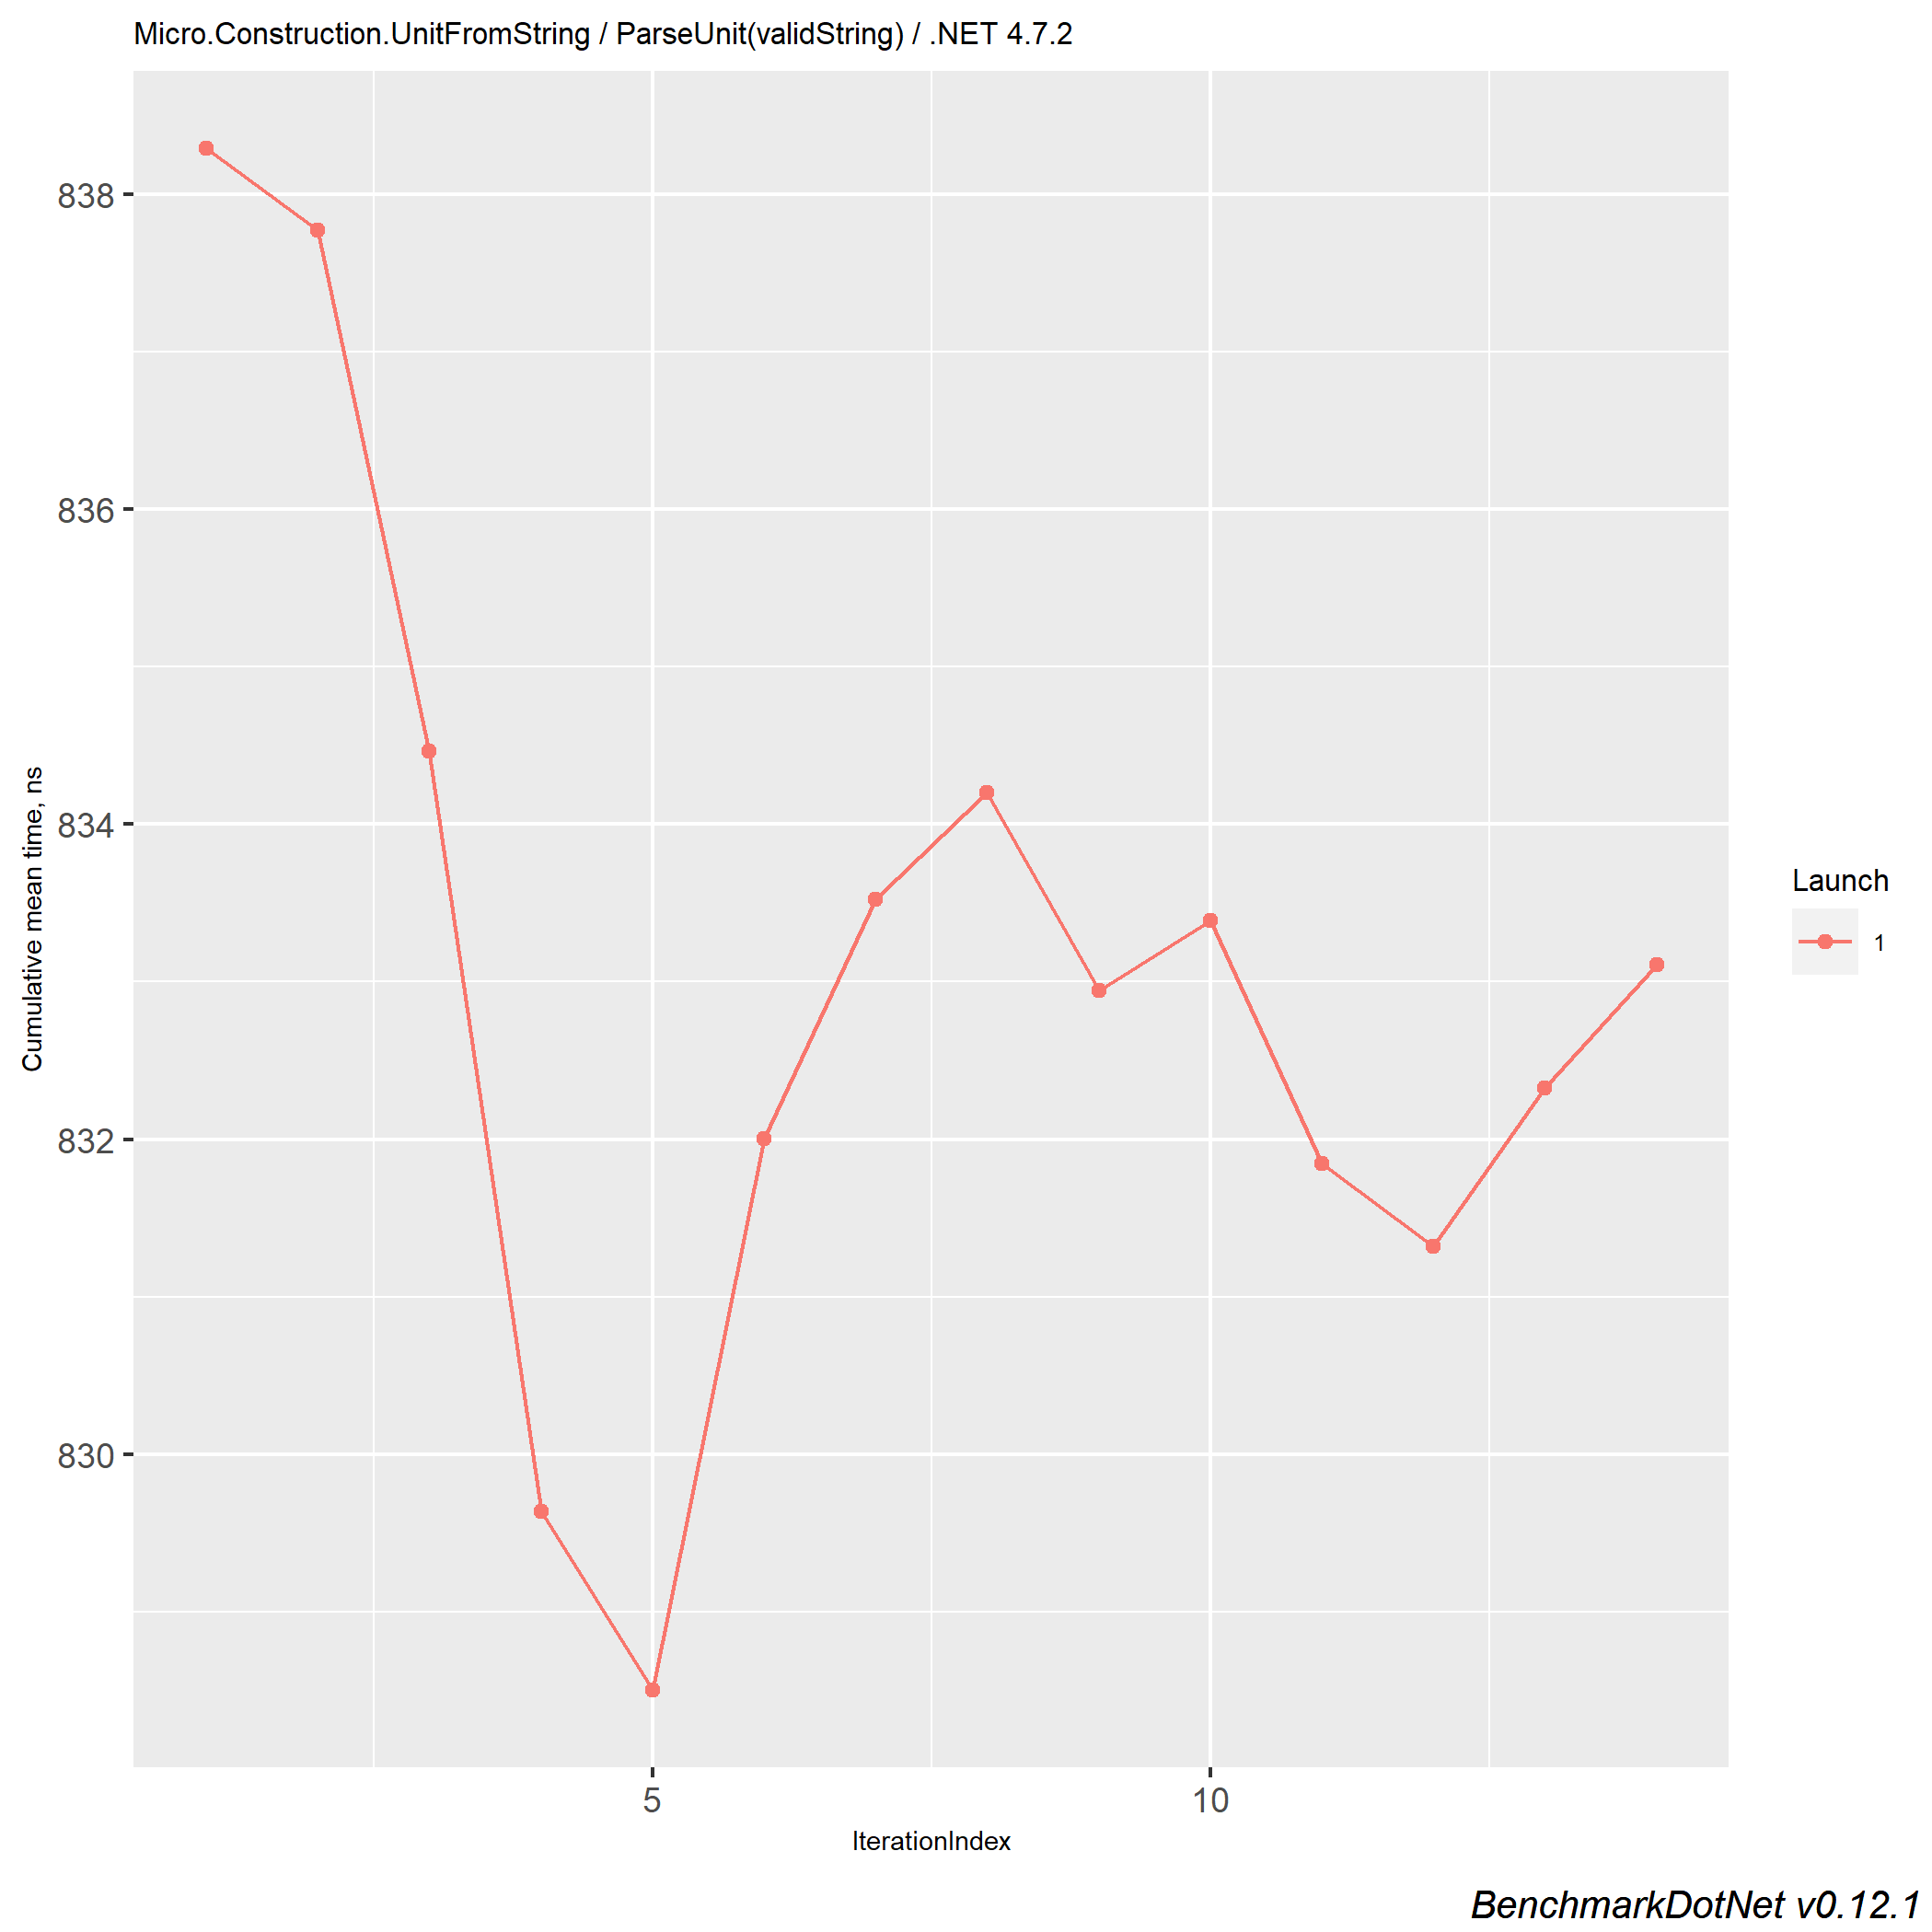 Micro.Construction.UnitFromString / ParseUnit(validString) / .NET 4.7.2
838
836
834
832
830
Cumulative mean time, ns
5
10
IterationIndex
Launch
1
BenchmarkDotNet v0.12.1